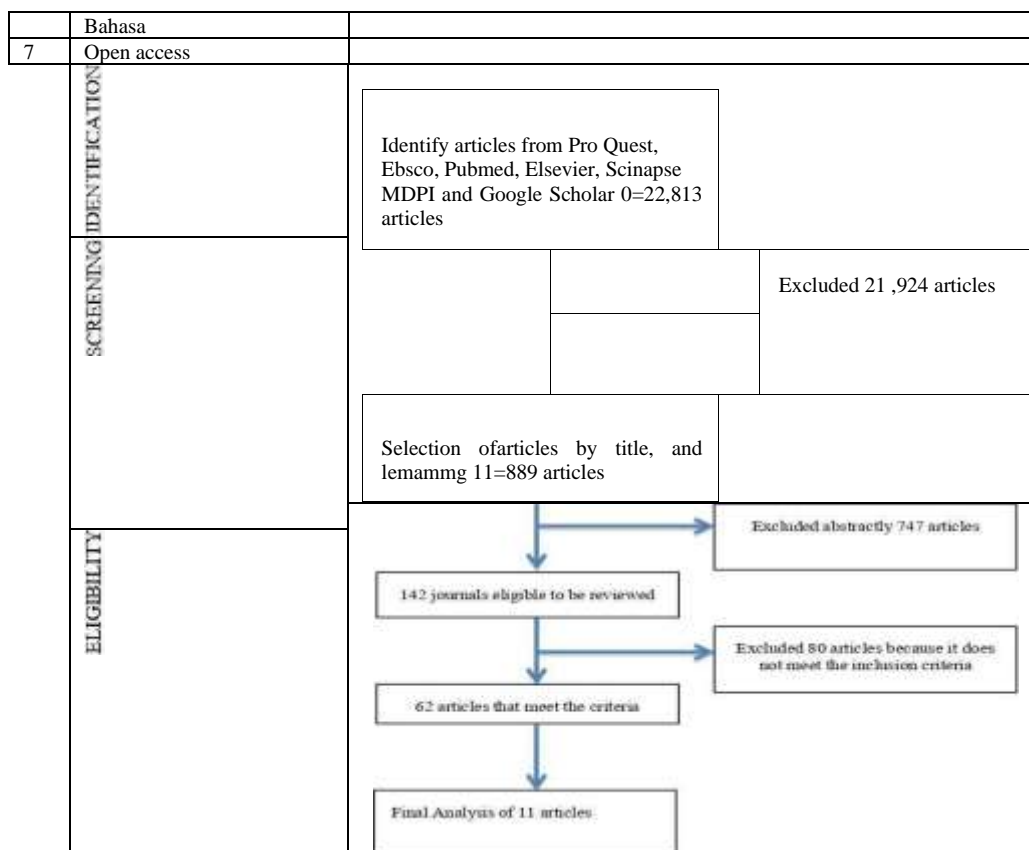 Bahasa
7 Open access
IDENTIFICATION
Identify articles from Pro Quest,
Ebsco, Pubmed, Elsevier, Scinapse
MDPI and Google Scholar 0=22,813
articles
SCREENING
Excluded 21 ,924 articles
Selection ofarticles by title, and
lemammg 11=889 articles
ELIGIBILITY
Excluded abstractly 747 articles
142 journals eligible to be reviewed
Excluded 80 articles because it does
not meet the inclusion criteria
62 articles that meet the criteria
Final Analysis of 11 articles